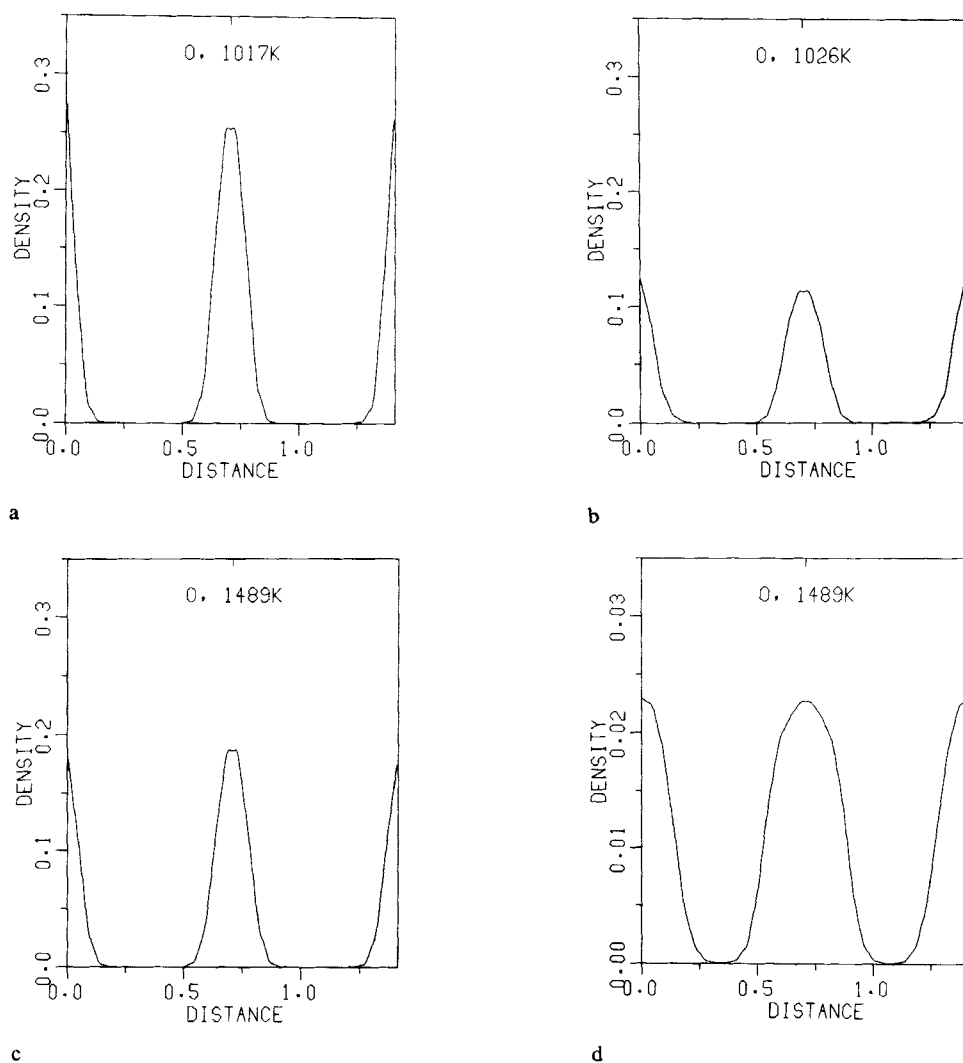 O, 1017K
0.3
0.2
0.1
0.0
DENSITY
0.0 0.5 1.0
DISTANCE
a
O, 1026K
0.3
0.2
0.1
0.0
DENSITY
0.0 0.5 1.0
DISTANCE
b
O, 1489K
0.3
0.2
0.1
0.0
DENSITY
0.0 0.5 1.0
DISTANCE
c
O, 1489K
0.03
0.02
0.01
0.00
DENSITY
0.0 0.5 1.0
DISTANCE
d